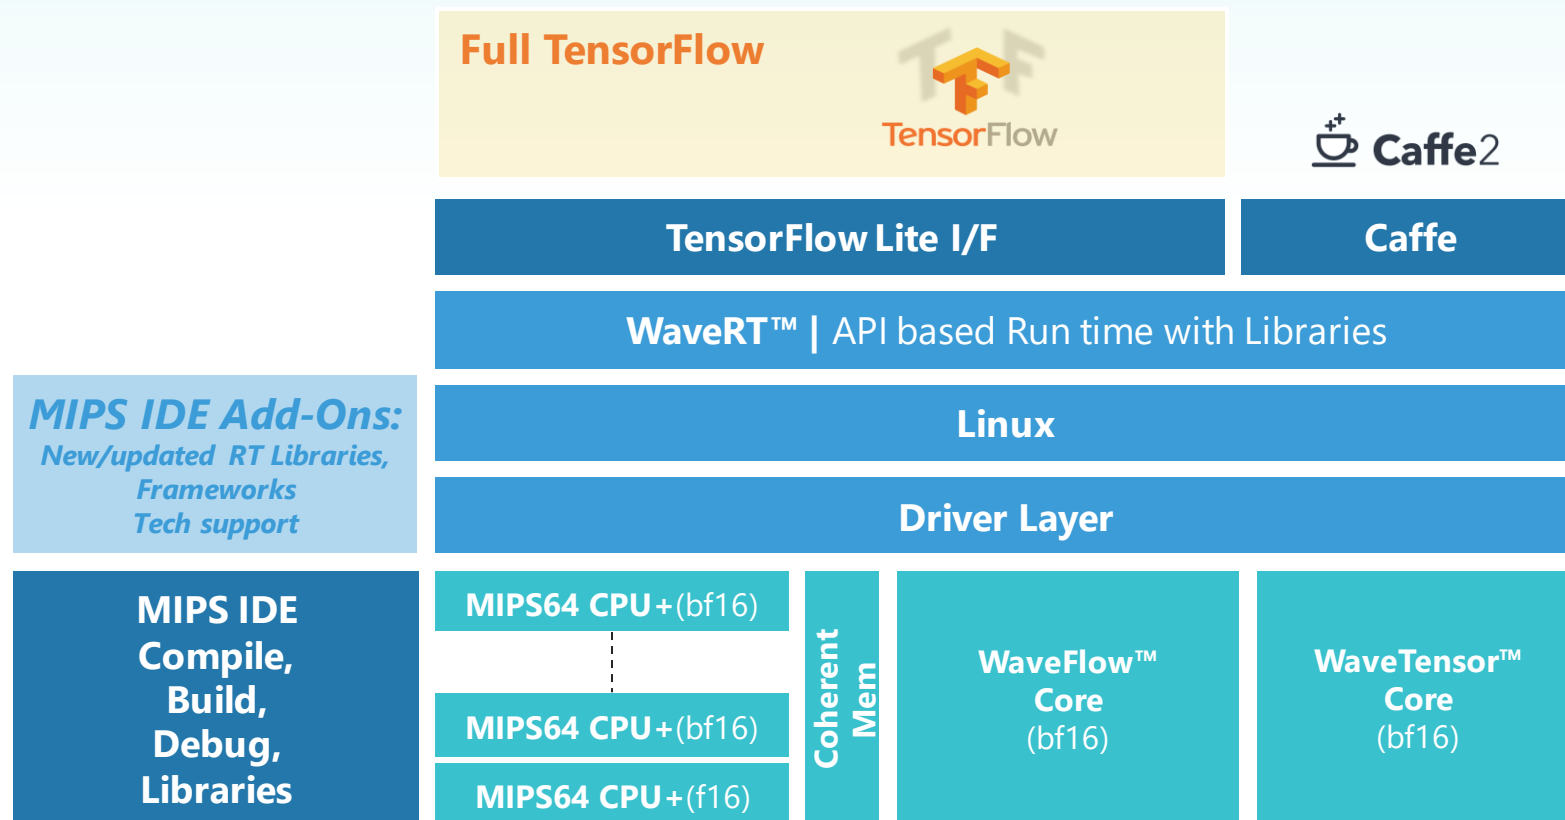 Full TensorFlow
TensorFlow
Caffe2
TensorFlow Lite I/F
Caffe
WaveRT™ | API based Run time with Libraries
MIPS IDE Add-Ons:
New/updated RT Libraries,
Frameworks
Tech support
Linux
Driver Layer
MIPS IDE
Compile,
Build,
Debug,
Libraries
MIPS64 CPU+(bf16)
MIPS64 CPU+(bf16)
MIPS64 CPU+(f16)
Coherent
Mem
WaveFlow™
Core
(bf16)
WaveTensor™
Core
(bf16)